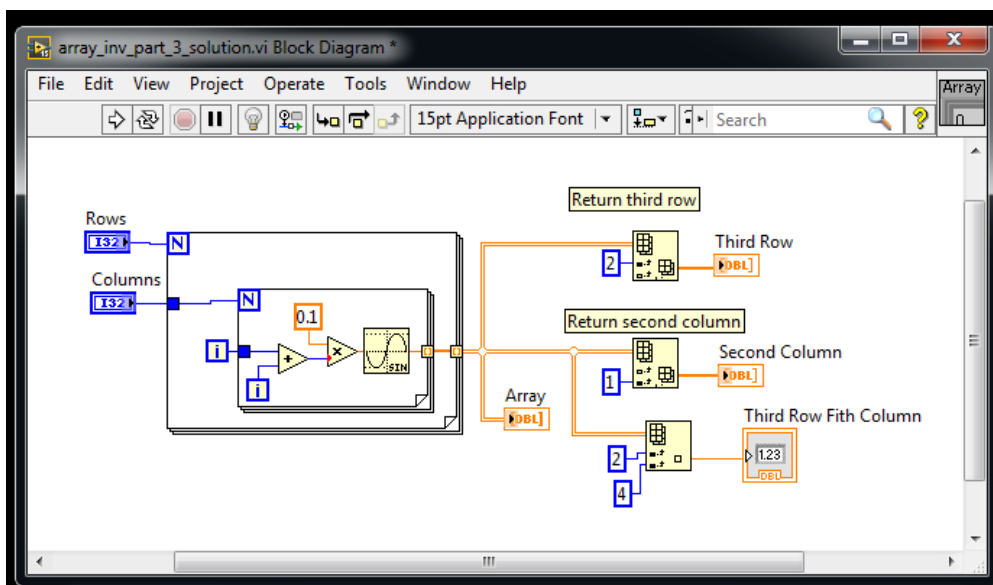 array_inv_part_3_solution.vi Block Diagram *
File Edit View Project Operate Tools Window Help
Array
15pt Application Font
Search
Return third row
Rows
I32
N
Third Row
2
DBL
Columns
I32
N
0.1
Return second column
i
+
x
SIN
Second Column
1
DBL
i
Array
DBL
Third Row Fith Column
2
1.23
DBL
4